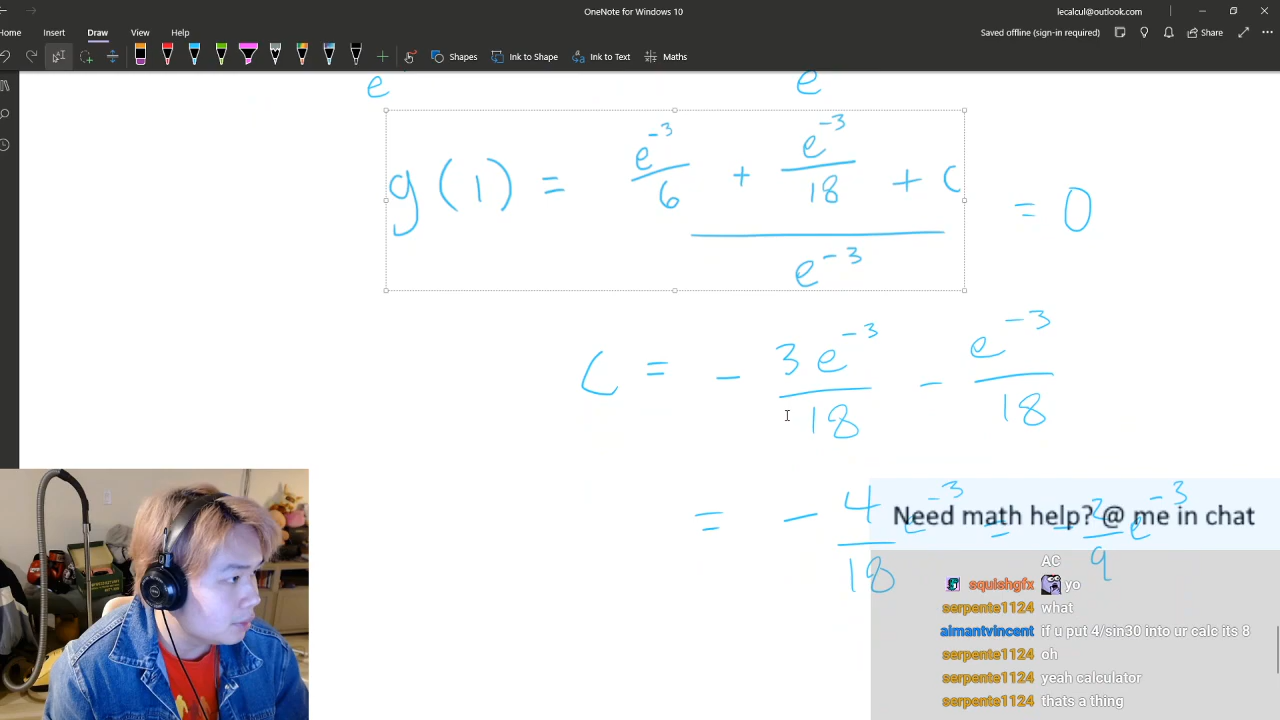 OneNote for Windows 10
lecalcul@outlook.com
Home Insert Draw View Help
Saved offline (sign-in required)
Share
Shapes Ink to Shape Ink to Text Maths
e e
g(1) = (e^-3/6 + e^-3/18 + C)/e^-3 = 0
C = - 3e^-3/18 - e^-3/18
= - 4/18 e^-3 = - 2/9 e^-3
Need math help? @ me in chat
AC
squishgfx yo
serpente1124 what
aimantvincent if u put 4/sin30 into ur calc its 8
serpente1124 oh
serpente1124 yeah calculator
serpente1124 thats a thing